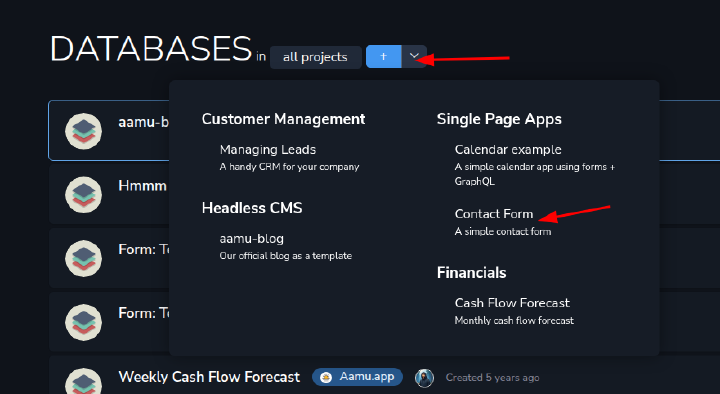 DATABASES in all projects +
Customer Management
Managing Leads
A handy CRM for your company
Headless CMS
aamu-blog
Our official blog as a template
Single Page Apps
Calendar example
A simple calendar app using forms +
GraphQL
Contact Form
A simple contact form
Financials
Cash Flow Forecast
Monthly cash flow forecast
aamu-b
Hmmm
Form: Te
Form: Te
Weekly Cash Flow Forecast Aamu.app Created 5 years ago